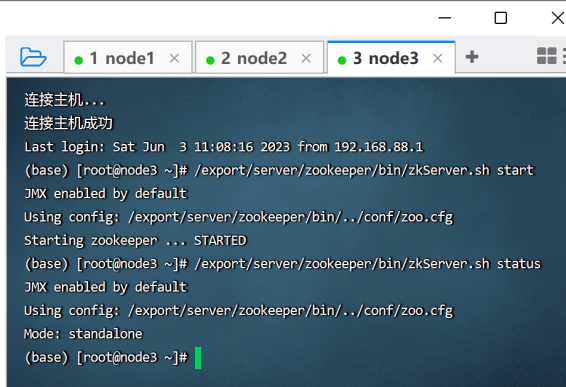 1 node1
2 node2
3 node3
连接主机...
连接主机成功
Last login: Sat Jun  3 11:08:16 2023 from 192.168.88.1
(base) [root@node3 ~]# /export/server/zookeeper/bin/zkServer.sh start
JMX enabled by default
Using config: /export/server/zookeeper/bin/../conf/zoo.cfg
Starting zookeeper ... STARTED
(base) [root@node3 ~]# /export/server/zookeeper/bin/zkServer.sh status
JMX enabled by default
Using config: /export/server/zookeeper/bin/../conf/zoo.cfg
Mode: standalone
(base) [root@node3 ~]#